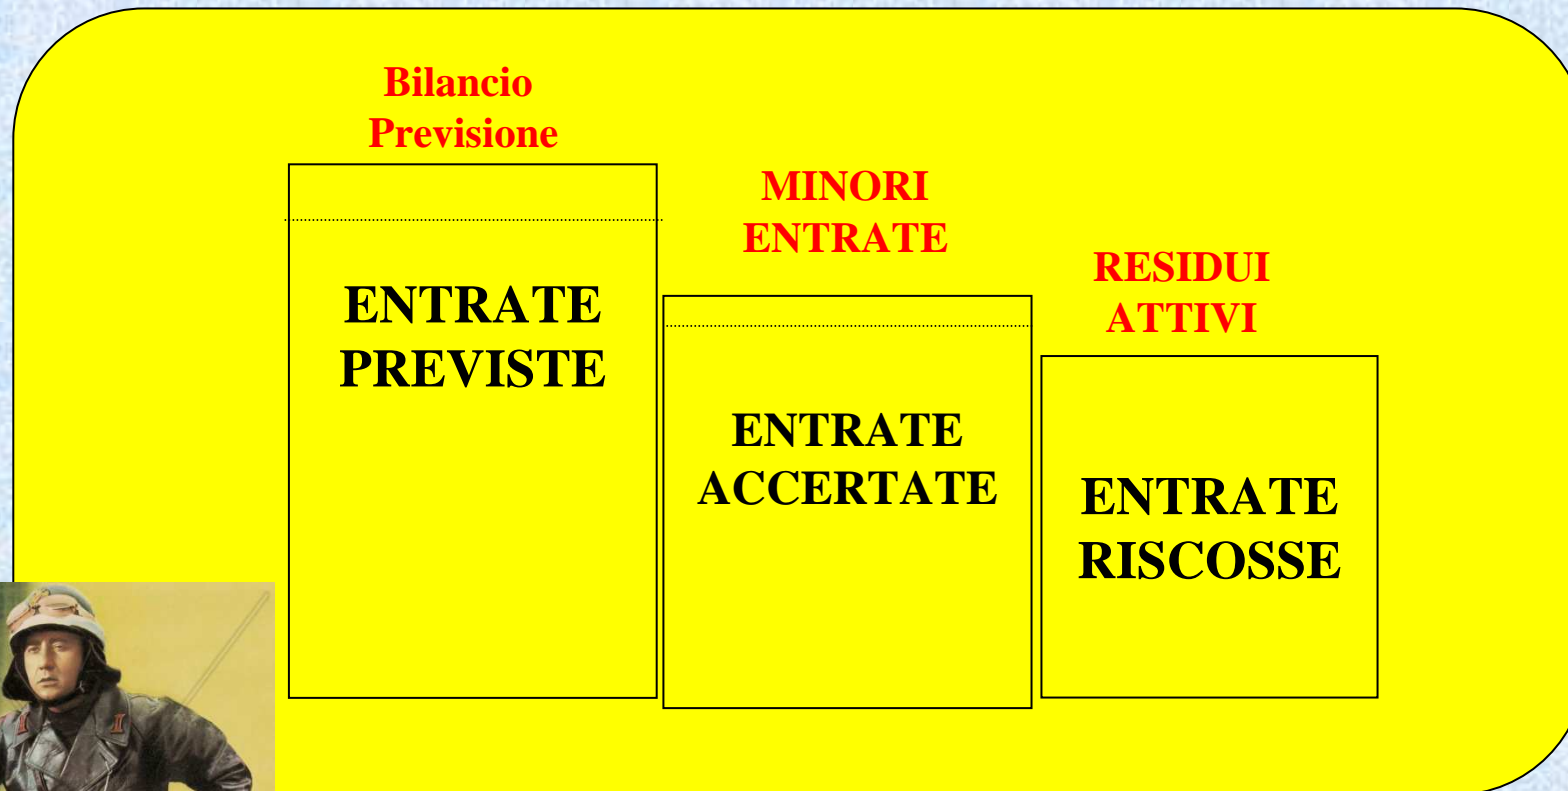 Bilancio
Previsione
ENTRATE
PREVISTE
MINORI
ENTRATE
ENTRATE
ACCERTATE
RESIDUI
ATTIVI
ENTRATE
RISCOSSE